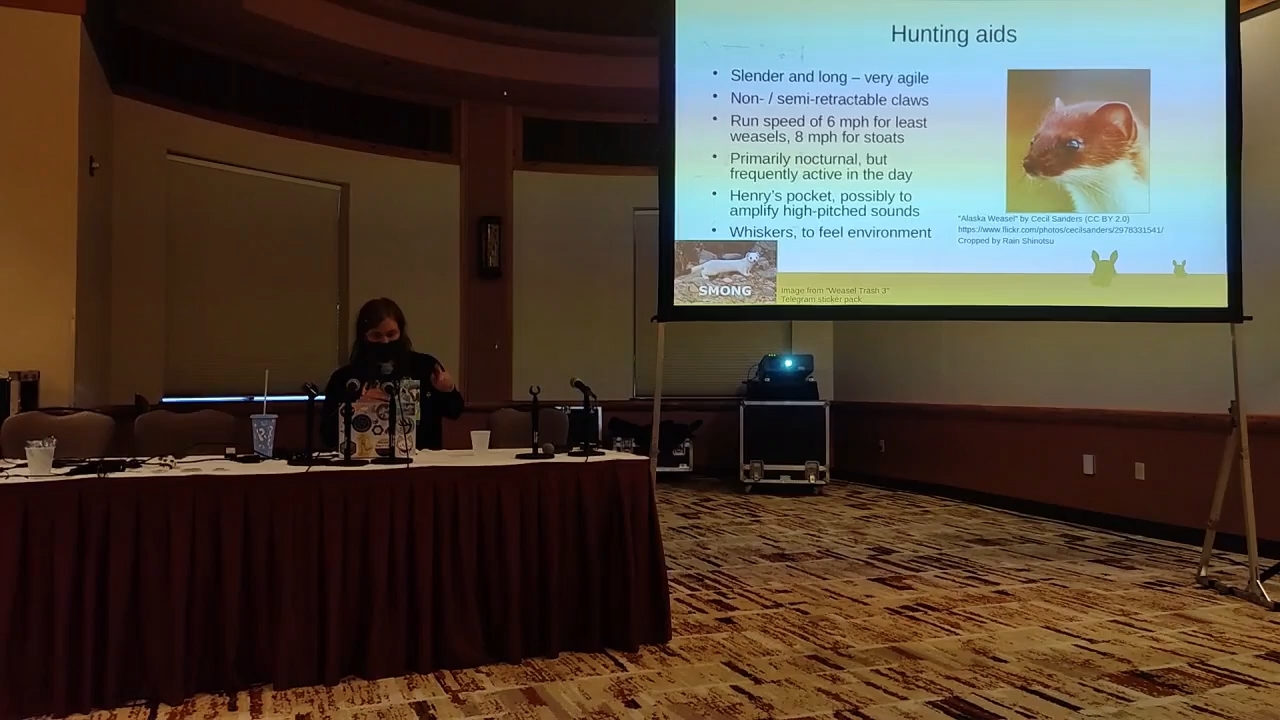 Hunting aids
Slender and long – very agile
Non- / semi-retractable claws
Run speed of 6 mph for least
weasels, 8 mph for stoats
Primarily nocturnal, but
frequently active in the day
Henry's pocket, possibly to
amplify high-pitched sounds
Whiskers, to feel environment
"Alaska Weasel" by Cecil Sanders (CC BY 2.0)
https://www.flickr.com/photos/cecilsanders/2978331541/
Cropped by Rain Shinotsu
SMONG
Image from "Weasel Trash 3"
Telegram sticker pack